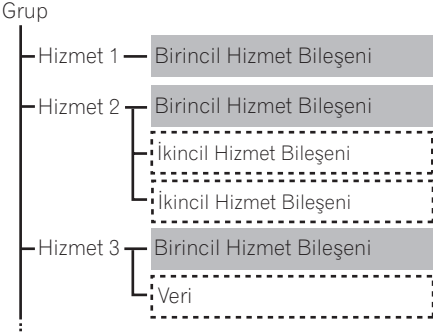 Grup
Hizmet 1 Birincil Hizmet Bileşeni
Hizmet 2 Birincil Hizmet Bileşeni
İkincil Hizmet Bileşeni
İkincil Hizmet Bileşeni
Hizmet 3 Birincil Hizmet Bileşeni
Veri